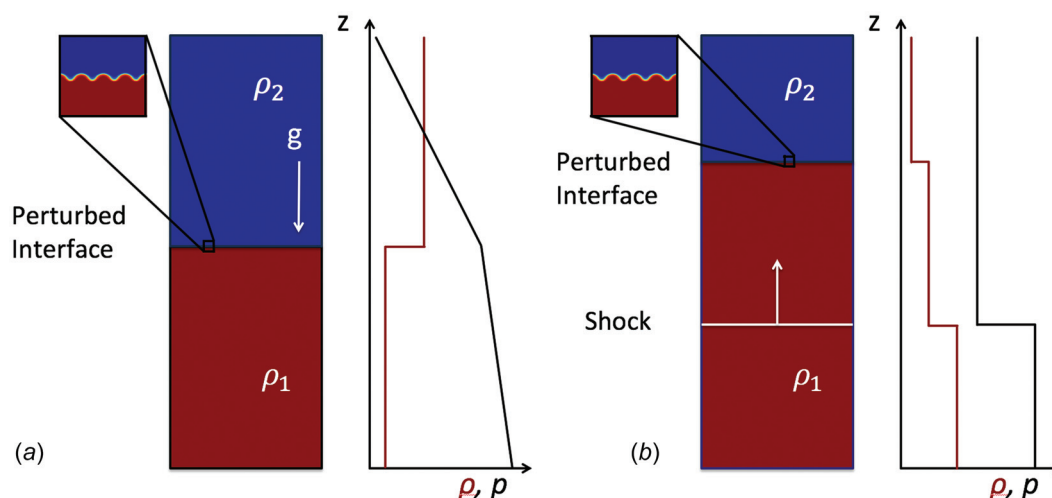 z
ρ₂
g
Perturbed
Interface
ρ₁
(a)
ρ, p
z
ρ₂
Perturbed
Interface
Shock
ρ₁
(b)
ρ, p